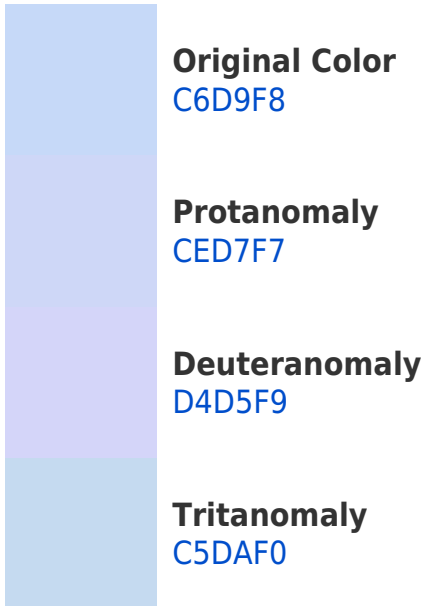 Original Color
C6D9F8
Protanomaly
CED7F7
Deuteranomaly
D4D5F9
Tritanomaly
C5DAF0